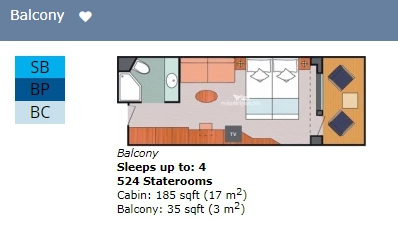 Balcony
SB
BP
BC
TV
Balcony
Sleeps up to: 4
524 Staterooms
Cabin: 185 sqft (17 m²)
Balcony: 35 sqft (3 m²)